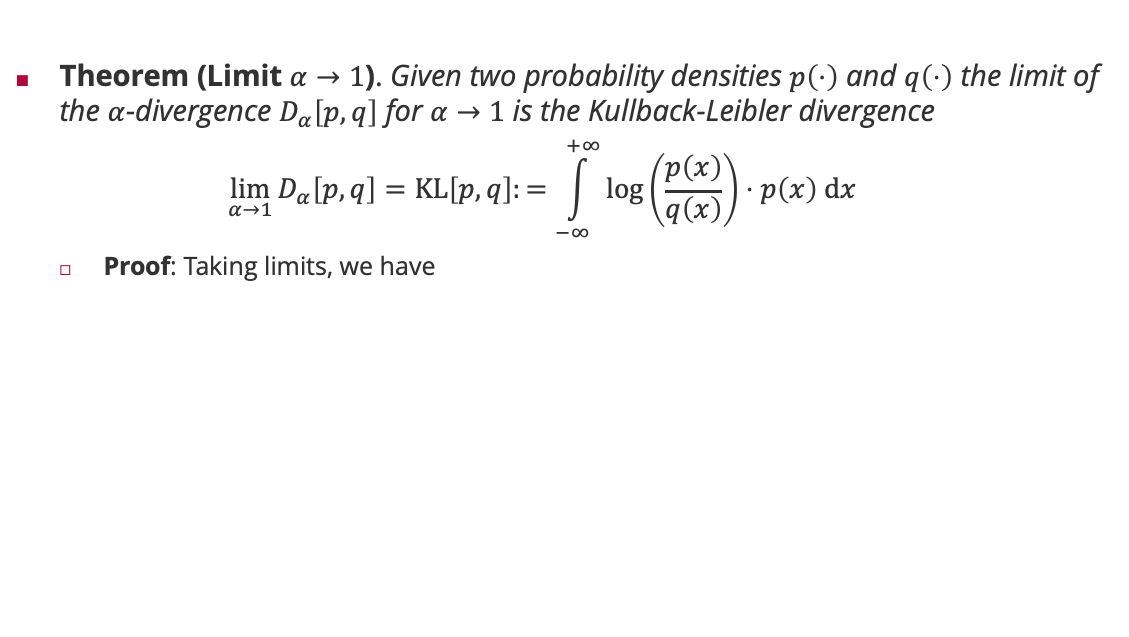 ▪ Theorem (Limit α → 1). Given two probability densities p(·) and q(·) the limit of
the α-divergence D_α[p, q] for α → 1 is the Kullback-Leibler divergence
lim_{α→1} D_α[p, q] = KL[p, q]: = ∫_{−∞}^{+∞} log(p(x)/q(x)) · p(x) dx
▫ Proof: Taking limits, we have